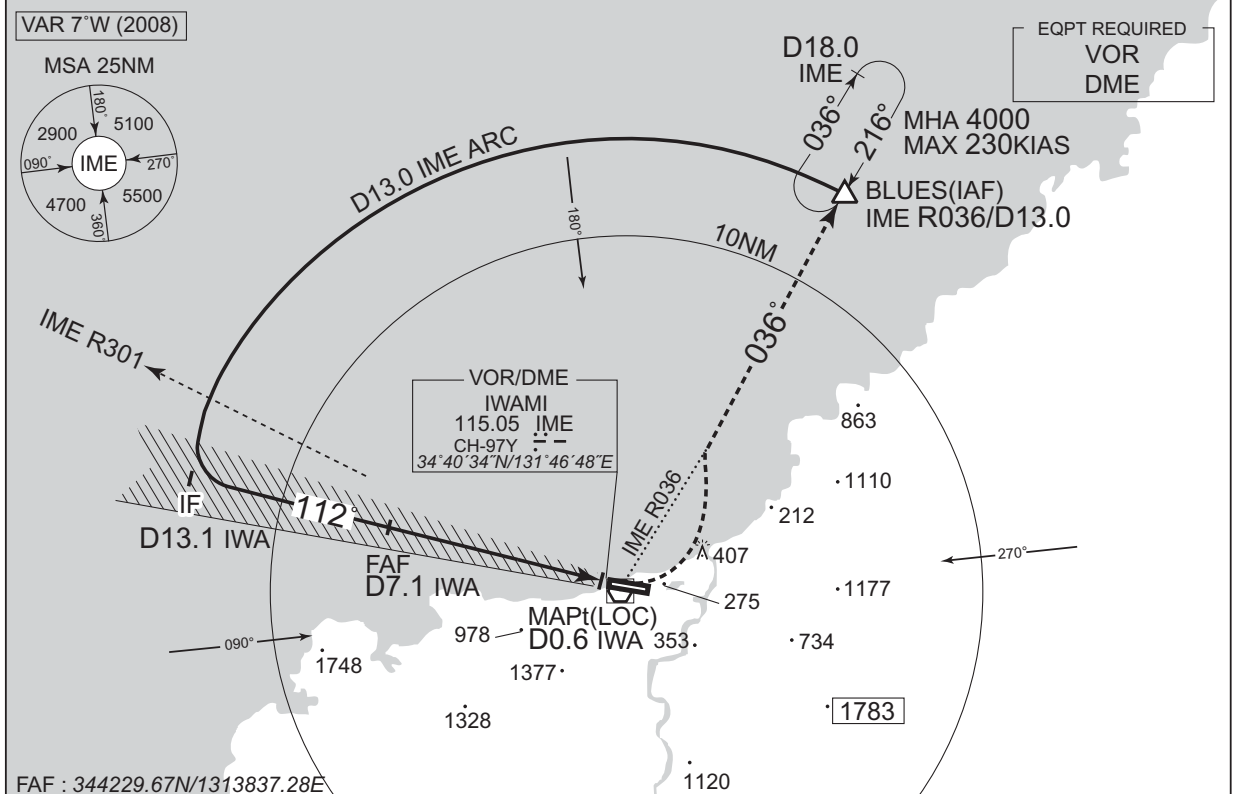 VAR 7°W (2008)
MSA 25NM
180°
2900
5100
090°
IME
270°
4700
5500
360°
EQPT REQUIRED
VOR
DME
D18.0
IME
036°
216°
MHA 4000
MAX 230KIAS
BLUES(IAF)
IME R036/D13.0
D13.0 IME ARC
180°
10NM
036°
IME R301
VOR/DME
IWAMI
115.05 IME
CH-97Y
34°40´34˝N/131°46´48˝E
IME R036
863
1110
212
407
270°
IF
D13.1 IWA
112°
FAF
D7.1 IWA
MAPt(LOC)
D0.6 IWA
275
1177
978
353
734
090°
1748
1377
1328
1783
1120
FAF : 344229.67N/1313837.28E